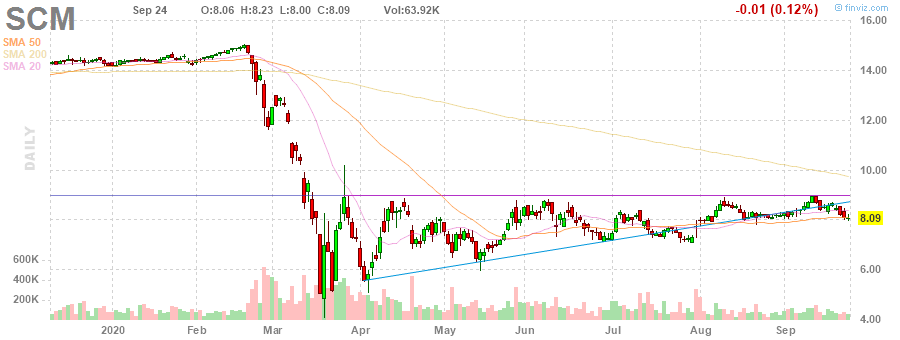 SCM Sep 24 O:8.06 H:8.23 L:8.00 C:8.09 Vol:63.92K -0.01 (0.12%) © finviz.com
SMA 50
SMA 200
SMA 20
DAILY
16.00
14.00
12.00
10.00
8.09
6.00
4.00
600K
400K
200K
2020 Feb Mar Apr May Jun Jul Aug Sep